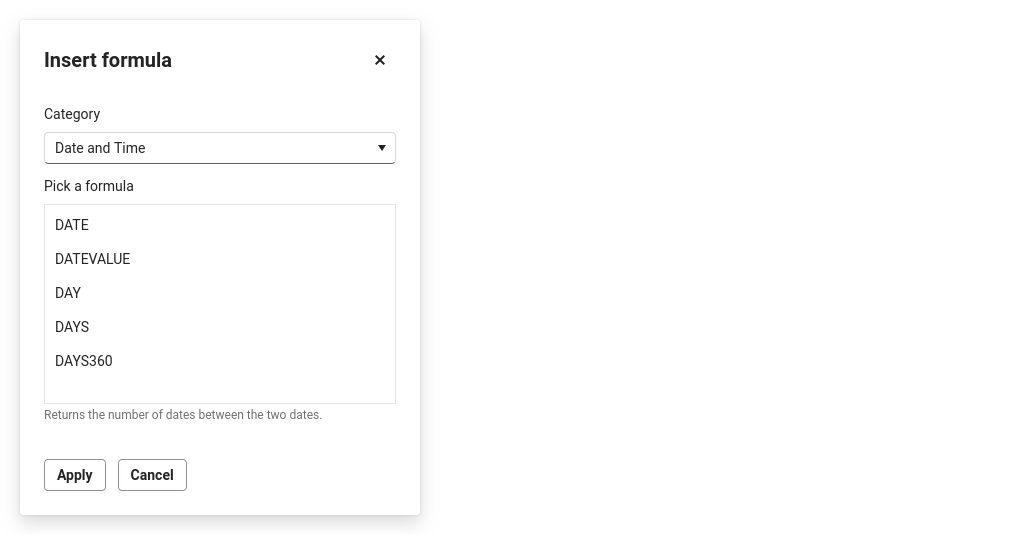 Insert formula
Category
Date and Time
Pick a formula
DATE
DATEVALUE
DAY
DAYS
DAYS360
Returns the number of dates between the two dates.
Apply Cancel